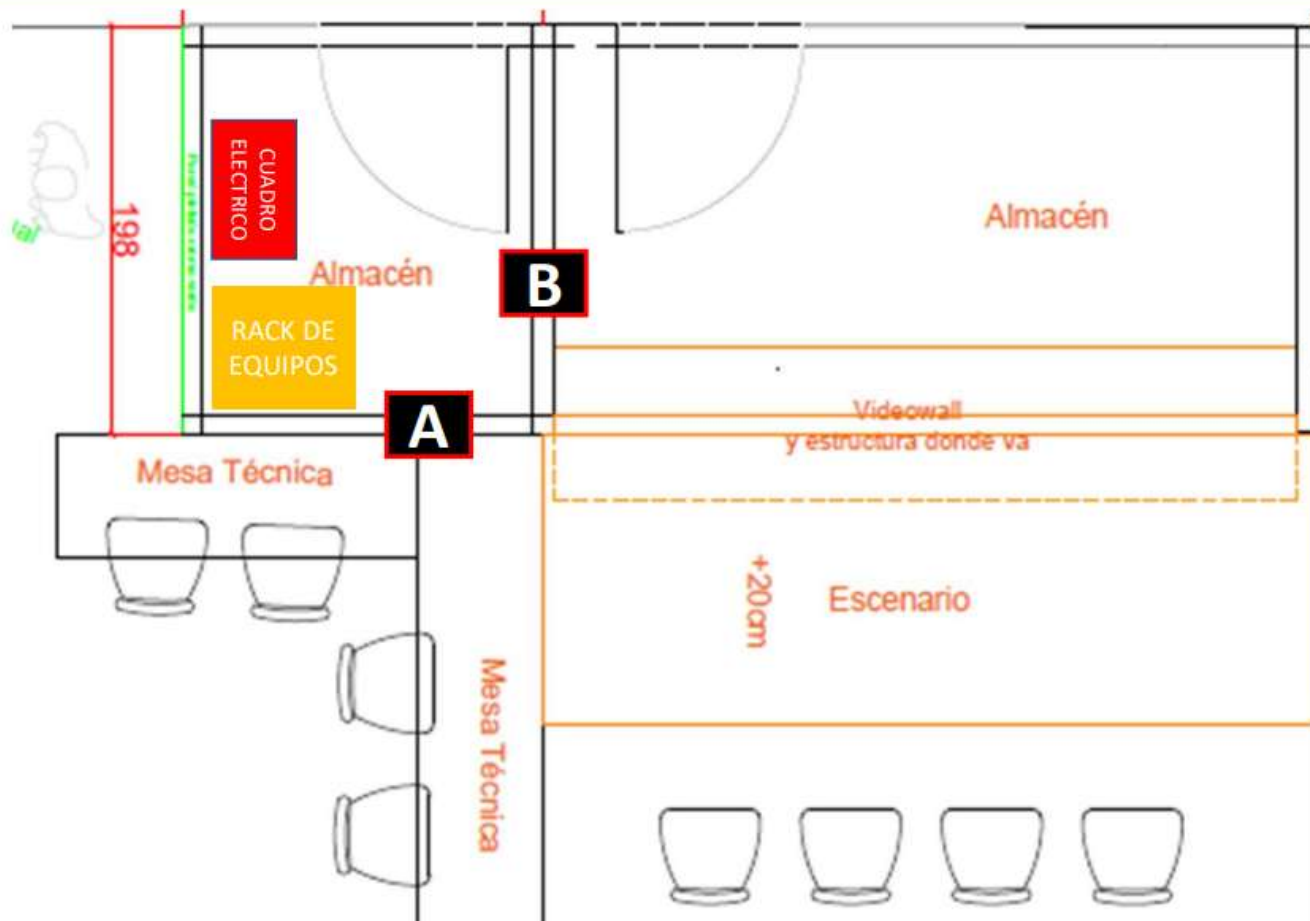 CUADRO
ELECTRICO
198
Almacén
Almacén
B
RACK DE
EQUIPOS
A
Videowall
y estructura donde va
Mesa Técnica
+20cm
Escenario
Mesa Técnica